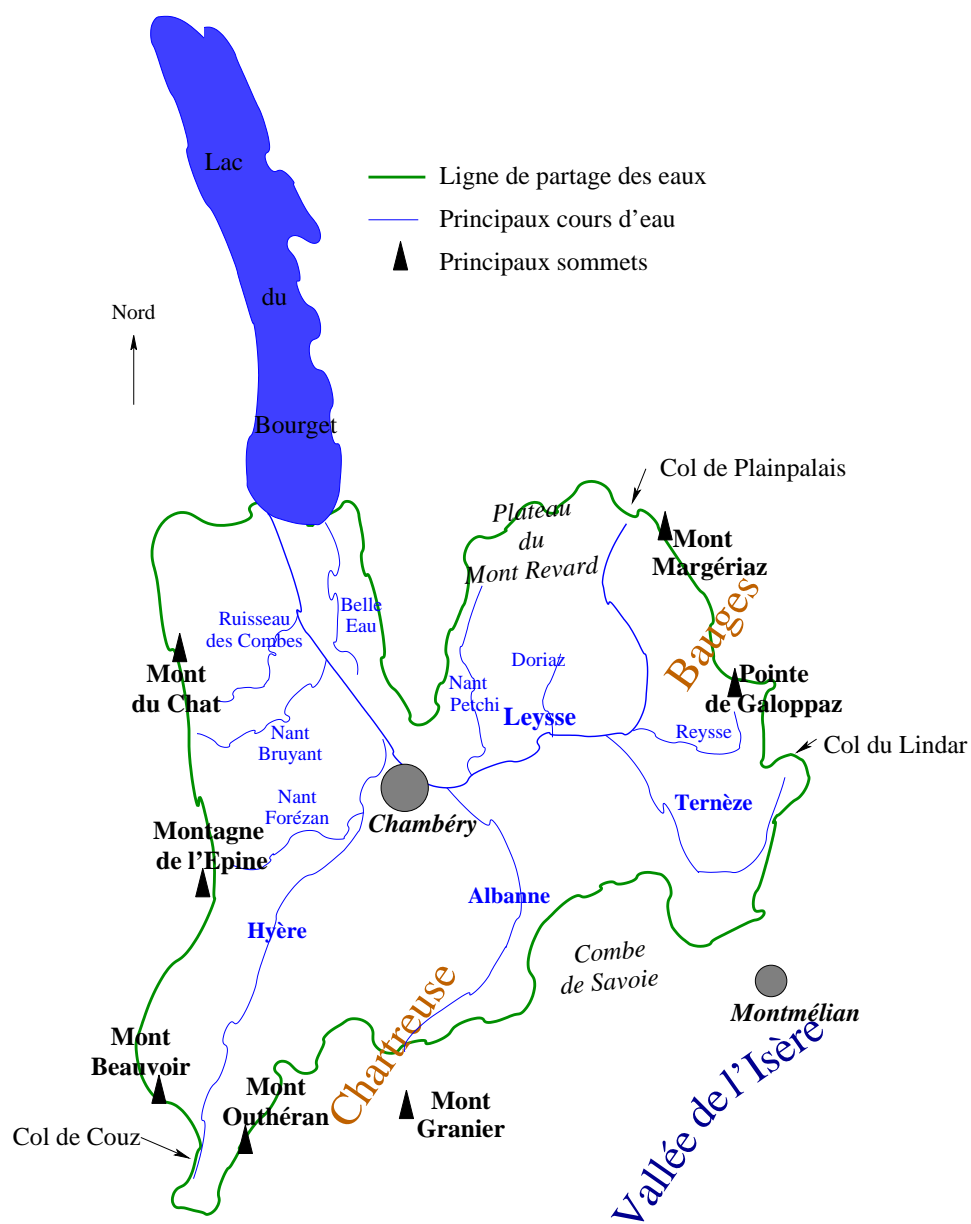 Lac
du
Bourget
Ligne de partage des eaux
Principaux cours d'eau
Principaux sommets
Nord
Col de Plainpalais
Plateau
du
Mont Revard
Mont
Margériaz
Bauges
Belle
Eau
Ruisseau
des Combes
Mont
du Chat
Doriaz
Nant
Petchi
Leysse
Pointe
de Galoppaz
Reysse
Col du Lindar
Nant
Bruyant
Nant
Forézan
Chambéry
Ternèze
Montagne
de l'Epine
Albanne
Hyère
Combe
de Savoie
Montmélian
Chartreuse
Vallée de l'Isère
Mont
Beauvoir
Mont
Outhéran
Mont
Granier
Col de Couz